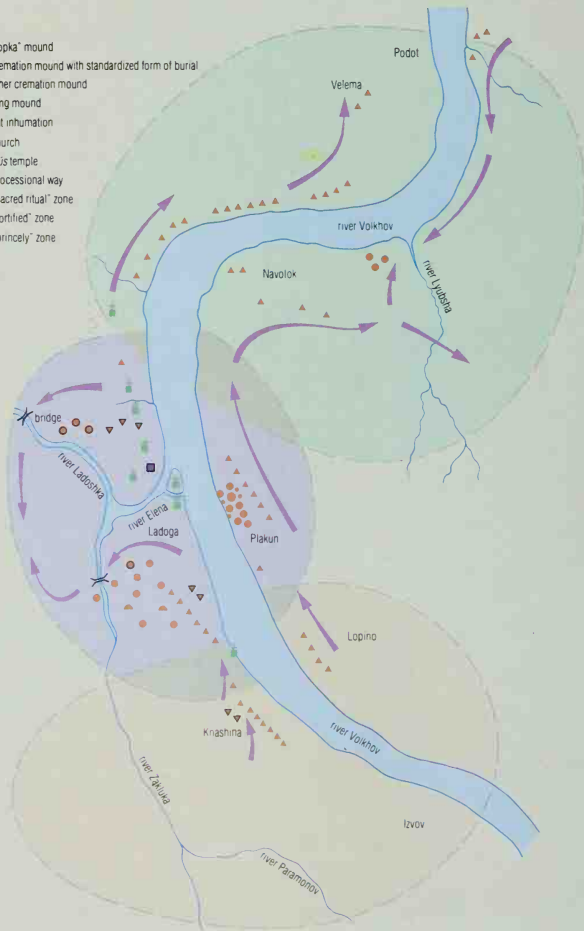 opka" mound
emation mound with standardized form of burial
her cremation mound
ng mound
t inhumation
urch
us temple
ocessional way
acred ritual" zone
ortified" zone
rincely" zone
Podot
Velema
river Volkhov
river Lyubsha
Navolok
bridge
river Ladoshka
river Elena
Ladoga
Plakun
Lopino
Knashina
river Volkhov
river Zakluka
Izvov
river Paramonov